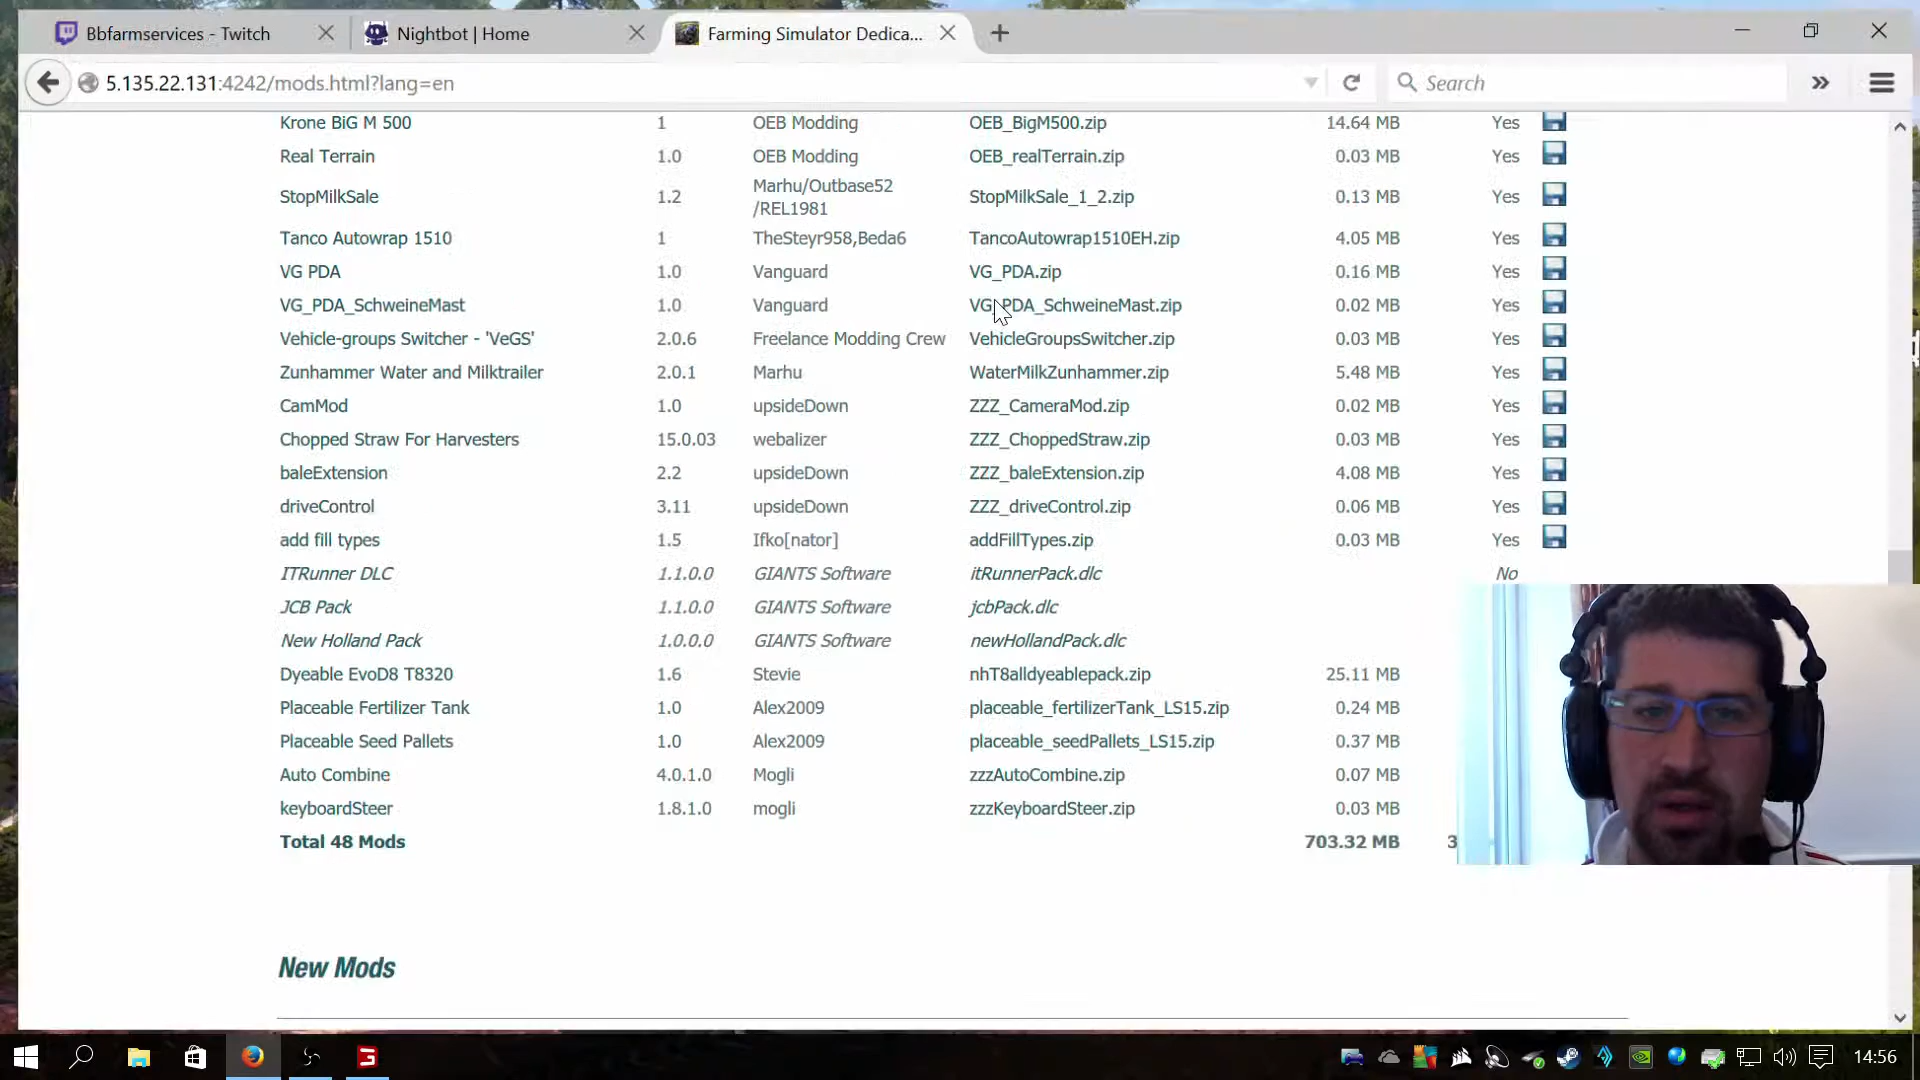 Bbfarmservices - Twitch
Nightbot | Home
Farming Simulator Dedica...
5.135.22.131:4242/mods.html?lang=en
Search
Krone BiG M 500 1 OEB Modding OEB_BigM500.zip 14.64 MB Yes
Real Terrain 1.0 OEB Modding OEB_realTerrain.zip 0.03 MB Yes
StopMilkSale 1.2 Marhu/Outbase52 /REL1981 StopMilkSale_1_2.zip 0.13 MB Yes
Tanco Autowrap 1510 1 TheSteyr958,Beda6 TancoAutowrap1510EH.zip 4.05 MB Yes
VG PDA 1.0 Vanguard VG_PDA.zip 0.16 MB Yes
VG_PDA_SchweineMast 1.0 Vanguard VG_PDA_SchweineMast.zip 0.02 MB Yes
Vehicle-groups Switcher - 'VeGS' 2.0.6 Freelance Modding Crew VehicleGroupsSwitcher.zip 0.03 MB Yes
Zunhammer Water and Milktrailer 2.0.1 Marhu WaterMilkZunhammer.zip 5.48 MB Yes
CamMod 1.0 upsideDown ZZZ_CameraMod.zip 0.02 MB Yes
Chopped Straw For Harvesters 15.0.03 webalizer ZZZ_ChoppedStraw.zip 0.03 MB Yes
baleExtension 2.2 upsideDown ZZZ_baleExtension.zip 4.08 MB Yes
driveControl 3.11 upsideDown ZZZ_driveControl.zip 0.06 MB Yes
add fill types 1.5 Ifko[nator] addFillTypes.zip 0.03 MB Yes
ITRunner DLC 1.1.0.0 GIANTS Software itRunnerPack.dlc No
JCB Pack 1.1.0.0 GIANTS Software jcbPack.dlc
New Holland Pack 1.0.0.0 GIANTS Software newHollandPack.dlc
Dyeable EvoD8 T8320 1.6 Stevie nhT8alldyeablepack.zip 25.11 MB
Placeable Fertilizer Tank 1.0 Alex2009 placeable_fertilizerTank_LS15.zip 0.24 MB
Placeable Seed Pallets 1.0 Alex2009 placeable_seedPallets_LS15.zip 0.37 MB
Auto Combine 4.0.1.0 Mogli zzzAutoCombine.zip 0.07 MB
keyboardSteer 1.8.1.0 mogli zzzKeyboardSteer.zip 0.03 MB
Total 48 Mods 703.32 MB 3
New Mods
14:56